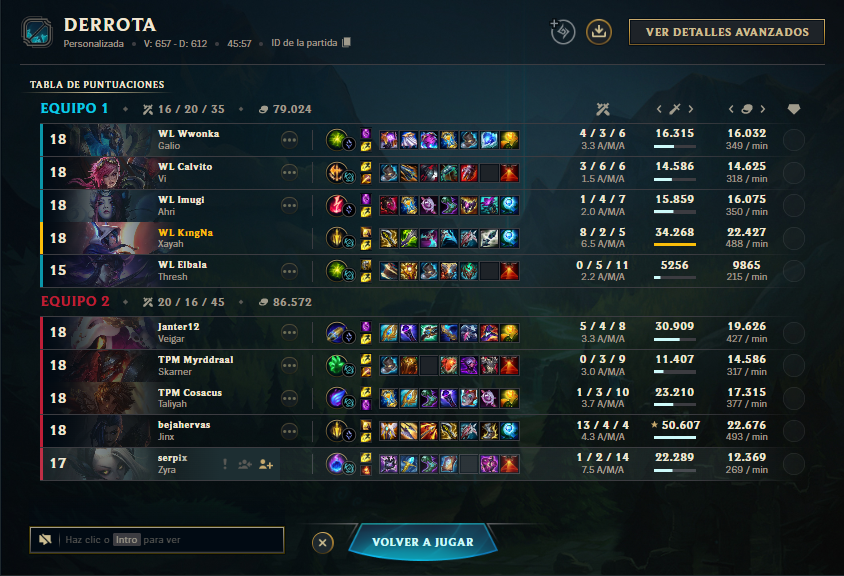 DERROTA
Personalizada • V: 657 - D: 612 • 45:57 • ID de la partida
VER DETALLES AVANZADOS
TABLA DE PUNTUACIONES
EQUIPO 1 • 16 / 20 / 35 • 79.024
18 WL Wwonka 4 / 3 / 6 16.315 16.032
Galio 3.3 A/M/A 349 / min
18 WL Calvito 3 / 6 / 6 14.586 14.625
Vi 1.5 A/M/A 318 / min
18 WL Imugi 1 / 4 / 7 15.859 16.075
Ahri 2.0 A/M/A 350 / min
18 WL KıngNa 8 / 2 / 5 34.268 22.427
Xayah 6.5 A/M/A 488 / min
15 WL Elbala 0 / 5 / 11 5256 9865
Thresh 2.2 A/M/A 215 / min
EQUIPO 2 • 20 / 16 / 45 • 86.572
18 Janter12 5 / 4 / 8 30.909 19.626
Veigar 3.3 A/M/A 427 / min
18 TPM Myrddraal 0 / 3 / 9 11.407 14.586
Skarner 3.0 A/M/A 317 / min
18 TPM Cosacus 1 / 3 / 10 23.210 17.315
Taliyah 3.7 A/M/A 377 / min
18 bejahervas 13 / 4 / 4 50.607 22.676
Jinx 4.3 A/M/A 493 / min
17 serpix 1 / 2 / 14 22.289 12.369
Zyra 7.5 A/M/A 269 / min
Haz clic o Intro para ver
VOLVER A JUGAR